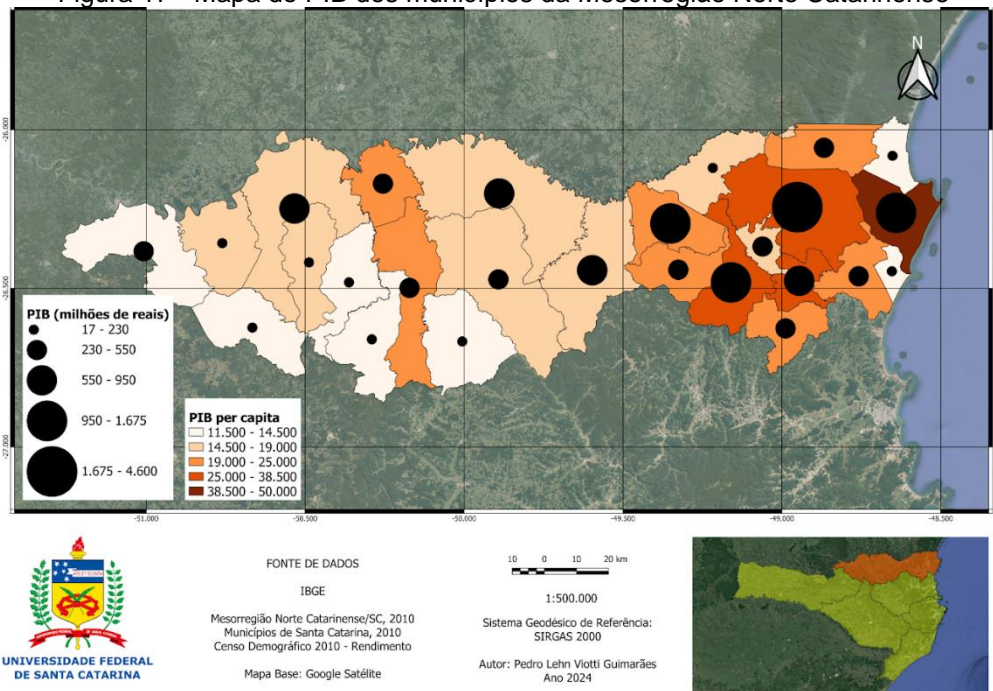 Figura 17 – Mapa do PIB dos municípios da Mesorregião Norte Catarinense
N
-26.000
-26.500
-27.000
PIB (milhões de reais)
17 - 230
230 - 550
550 - 950
950 - 1.675
1.675 - 4.600
PIB per capita
11.500 - 14.500
14.500 - 19.000
19.000 - 25.000
25.000 - 38.500
38.500 - 50.000
-51.000
-50.500
-50.000
-49.500
-49.000
-48.500
UNIVERSIDADE FEDERAL
DE SANTA CATARINA
FONTE DE DADOS
IBGE
Mesorregião Norte Catarinense/SC, 2010
Municípios de Santa Catarina, 2010
Censo Demográfico 2010 - Rendimento
Mapa Base: Google Satélite
10 0 10 20 km
1:500.000
Sistema Geodésico de Referência:
SIRGAS 2000
Autor: Pedro Lehn Viotti Guimarães
Ano 2024